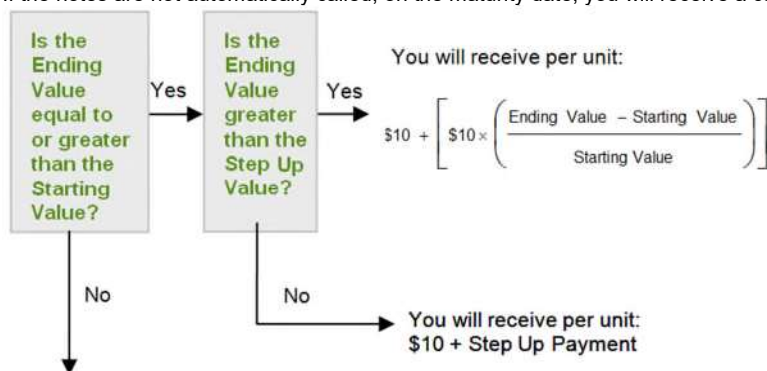 If the notes are not automatically called, on the maturity date, you will receive a
Is the
Ending
Value
equal to
or greater
than the
Starting
Value?
Yes
Is the
Ending
Value
greater
than the
Step Up
Value?
Yes
You will receive per unit:
$10 + [ $10 × ( Ending Value – Starting Value
Starting Value ) ]
No
No
You will receive per unit:
$10 + Step Up Payment